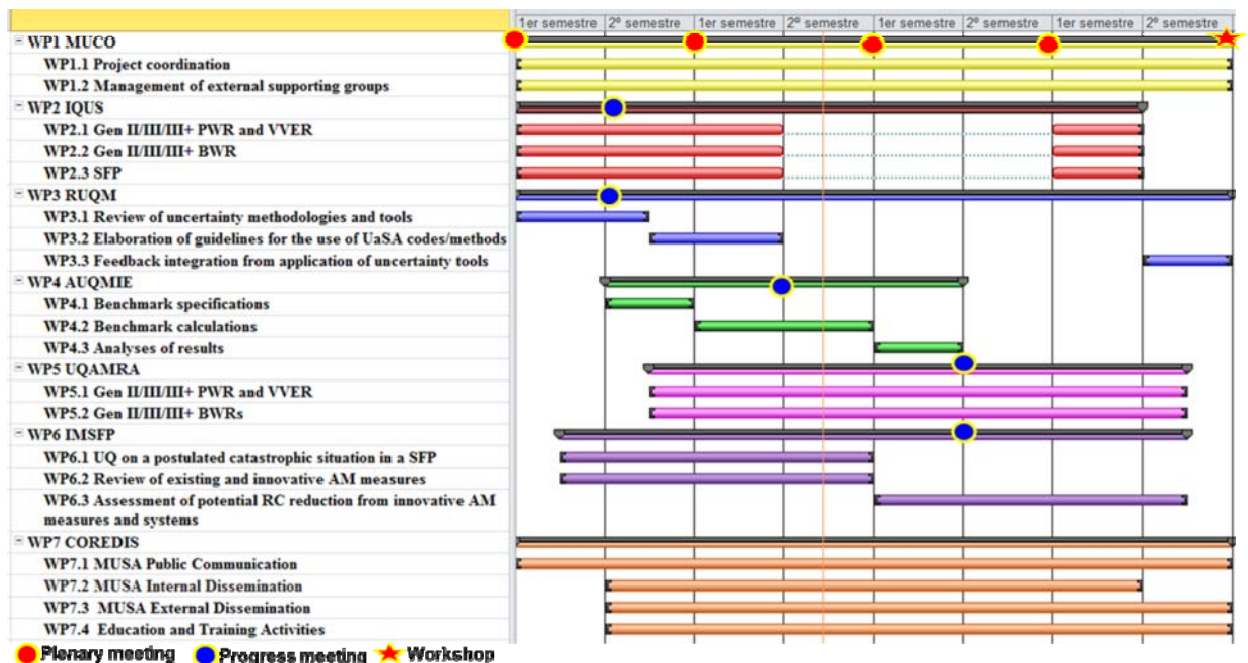 1er semestre 2º semestre 1er semestre 2º semestre 1er semestre 2º semestre 1er semestre 2º semestre
WP1 MUCO
WP1.1 Project coordination
WP1.2 Management of external supporting groups
WP2 IQUS
WP2.1 Gen II/III/III+ PWR and VVER
WP2.2 Gen II/III/III+ BWR
WP2.3 SFP
WP3 RUQM
WP3.1 Review of uncertainty methodologies and tools
WP3.2 Elaboration of guidelines for the use of UaSA codes/methods
WP3.3 Feedback integration from application of uncertainty tools
WP4 AUQMIE
WP4.1 Benchmark specifications
WP4.2 Benchmark calculations
WP4.3 Analyses of results
WP5 UQAMRA
WP5.1 Gen II/III/III+ PWR and VVER
WP5.2 Gen II/III/III+ BWRs
WP6 IMSFP
WP6.1 UQ on a postulated catastrophic situation in a SFP
WP6.2 Review of existing and innovative AM measures
WP6.3 Assessment of potential RC reduction from innovative AM
measures and systems
WP7 COREDIS
WP7.1 MUSA Public Communication
WP7.2 MUSA Internal Dissemination
WP7.3 MUSA External Dissemination
WP7.4 Education and Training Activities
Plenary meeting Progress meeting Workshop